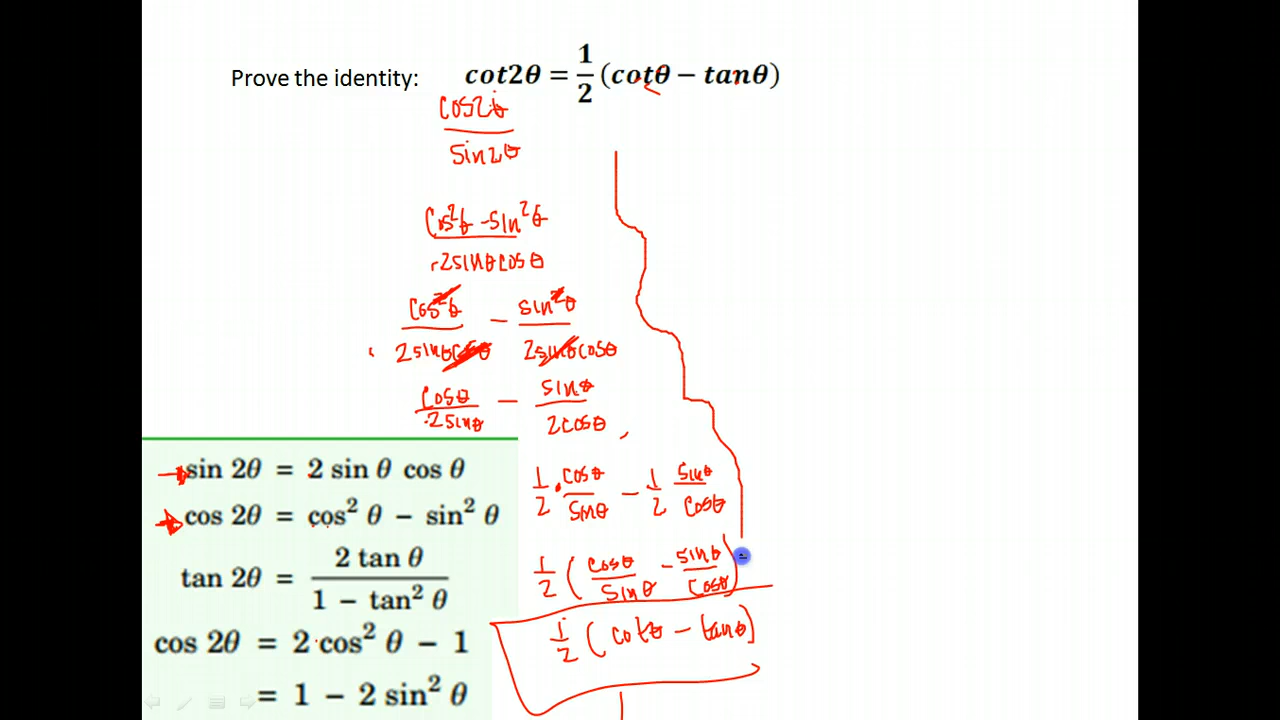 Prove the identity: cot2θ = 1/2 (cotθ − tanθ)
cos2θ / sin2θ
cos²θ - sin²θ / 2sinθcosθ
cos²θ / 2sinθcosθ − sin²θ / 2sinθcosθ
cosθ / 2sinθ − sinθ / 2cosθ
1/2 · cosθ/sinθ − 1/2 sinθ/cosθ
1/2 (cosθ/sinθ - sinθ/cosθ)
1/2 (cotθ − tanθ)
sin 2θ = 2 sin θ cos θ
cos 2θ = cos² θ − sin² θ
tan 2θ = 2 tan θ / 1 − tan² θ
cos 2θ = 2 cos² θ − 1
= 1 − 2 sin² θ